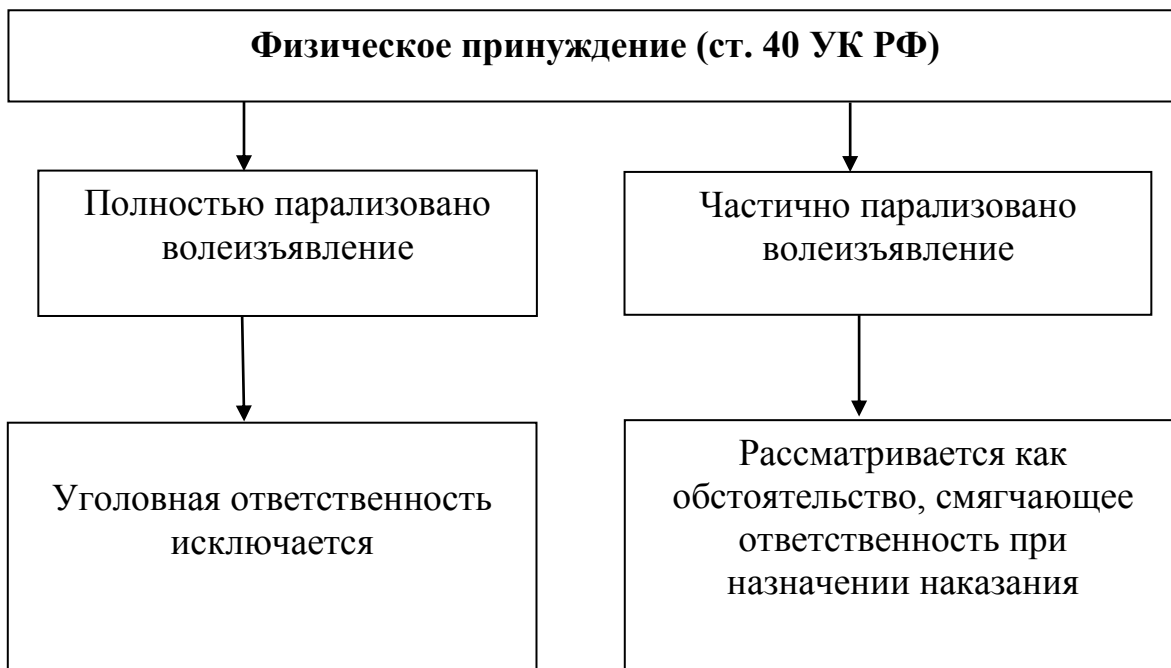 Физическое принуждение (ст. 40 УК РФ)
Полностью парализовано
волеизъявление
Частично парализовано
волеизъявление
Уголовная ответственность
исключается
Рассматривается как
обстоятельство, смягчающее
ответственность при
назначении наказания